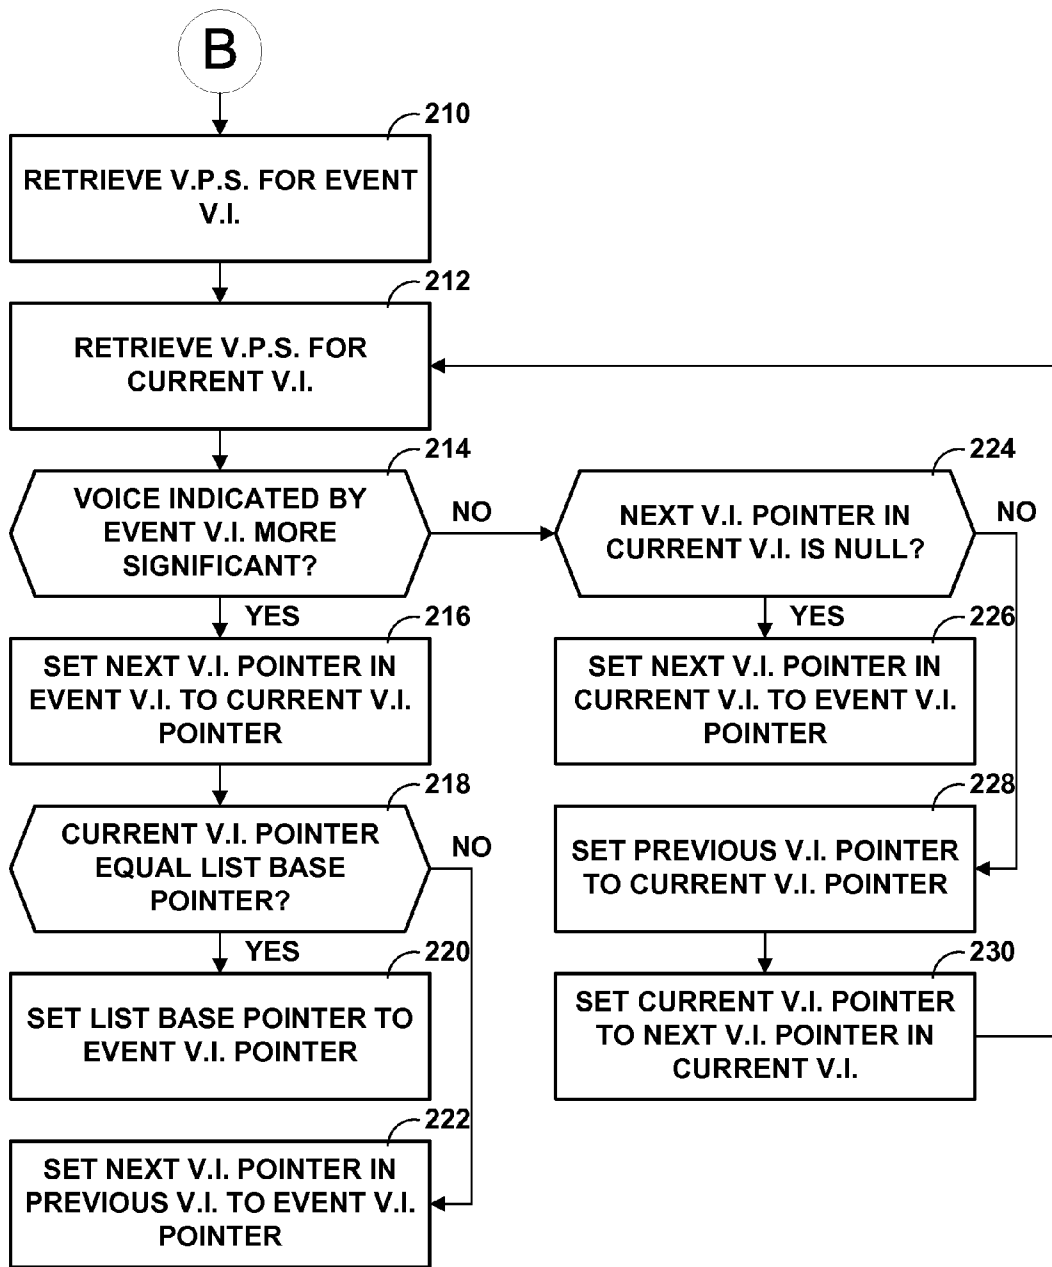 B
210
RETRIEVE V.P.S. FOR EVENT
V.I.
212
RETRIEVE V.P.S. FOR
CURRENT V.I.
214
VOICE INDICATED BY
EVENT V.I. MORE
SIGNIFICANT?
NO
YES
224
NEXT V.I. POINTER IN
CURRENT V.I. IS NULL?
NO
YES
216
SET NEXT V.I. POINTER IN
EVENT V.I. TO CURRENT V.I.
POINTER
226
SET NEXT V.I. POINTER IN
CURRENT V.I. TO EVENT V.I.
POINTER
218
CURRENT V.I. POINTER
EQUAL LIST BASE
POINTER?
NO
YES
228
SET PREVIOUS V.I. POINTER
TO CURRENT V.I. POINTER
220
SET LIST BASE POINTER TO
EVENT V.I. POINTER
230
SET CURRENT V.I. POINTER
TO NEXT V.I. POINTER IN
CURRENT V.I.
222
SET NEXT V.I. POINTER IN
PREVIOUS V.I. TO EVENT V.I.
POINTER